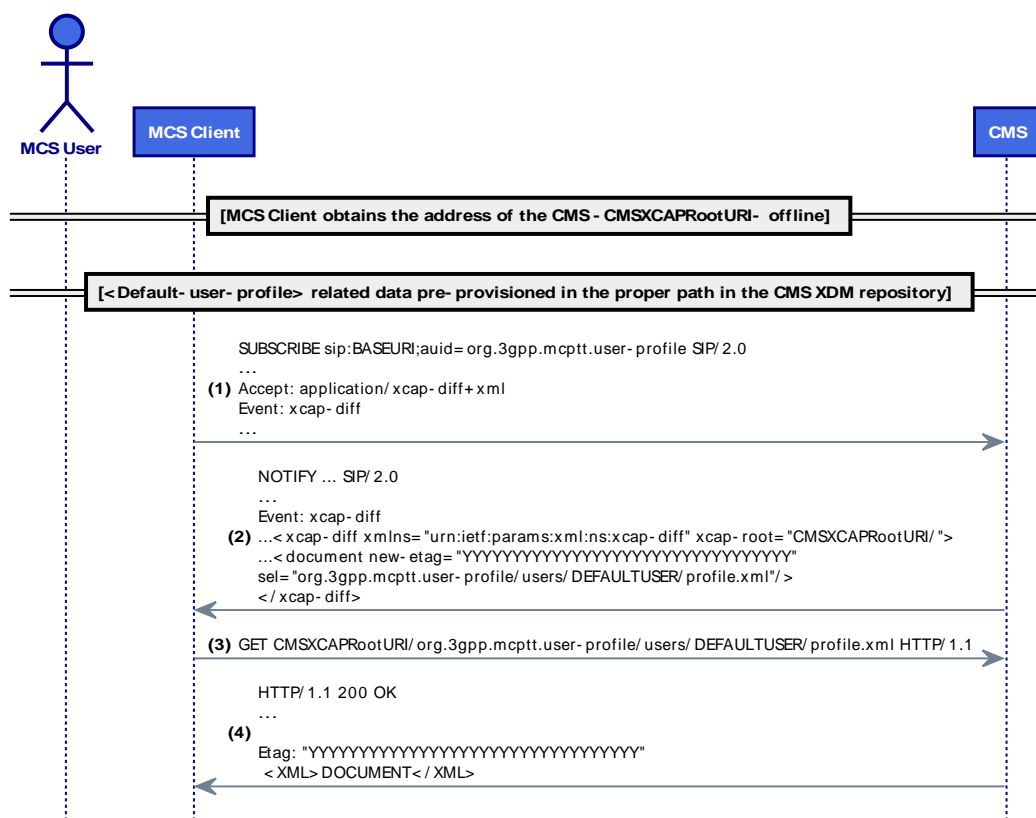 MCS User
MCS Client
CMS
[MCS Client obtains the address of the CMS - CMSXCAPRootURI- offline]
[<Default-user-profile> related data pre-provisioned in the proper path in the CMS XDM repository]
SUBSCRIBE sip:BASEURI;auid=org.3gpp.mcptt.user-profile SIP/2.0
...
(1) Accept: application/xcap-diff+xml
Event: xcap-diff
...
NOTIFY ... SIP/2.0
...
Event: xcap-diff
(2) ...<xcap-diff xmlns="urn:ietf:params:xml:ns:xcap-diff" xcap-root="CMSXCAPRootURI/">
...<document new-etag="YYYYYYYYYYYYYYYYYYYYYYYYYYYYYYYYY"
sel="org.3gpp.mcptt.user-profile/users/DEFAULTUSER/profile.xml"/>
</xcap-diff>
(3) GET CMSXCAPRootURI/org.3gpp.mcptt.user-profile/users/DEFAULTUSER/profile.xml HTTP/1.1
HTTP/1.1 200 OK
...
(4)
Etag: "YYYYYYYYYYYYYYYYYYYYYYYYYYYYYYYYY"
<XML>DOCUMENT</XML>